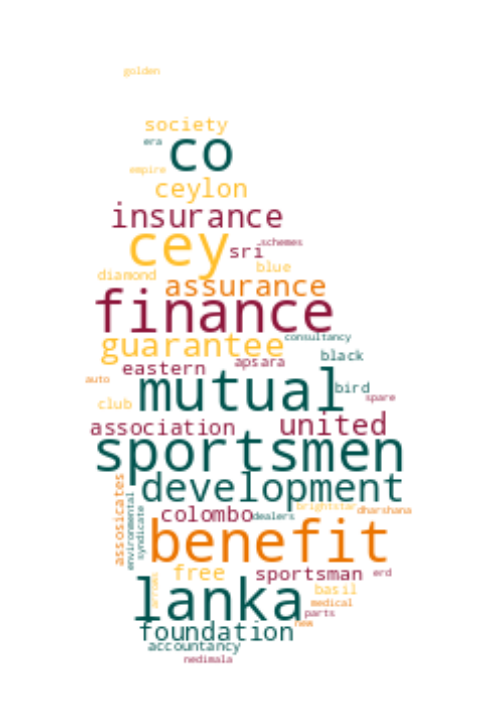 golden
society
era co
empire
ceylon
insurance
cey sri schemes
diamond blue
assurance
finance
guarantee consultancy
eastern apsara black
auto mutual bird
club spare
association united
sportsmen
assosicates environmental development
syndicate colombo dealers brightstar dharshana
benefit
arrows free sportsman erd
lanka basil
medical
parts
foundation new
accountancy
nedimala